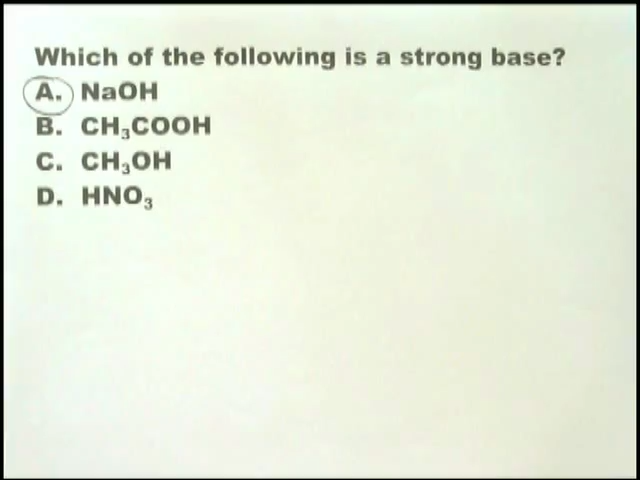 Which of the following is a strong base?
A. NaOH
B. CH₃COOH
C. CH₃OH
D. HNO₃